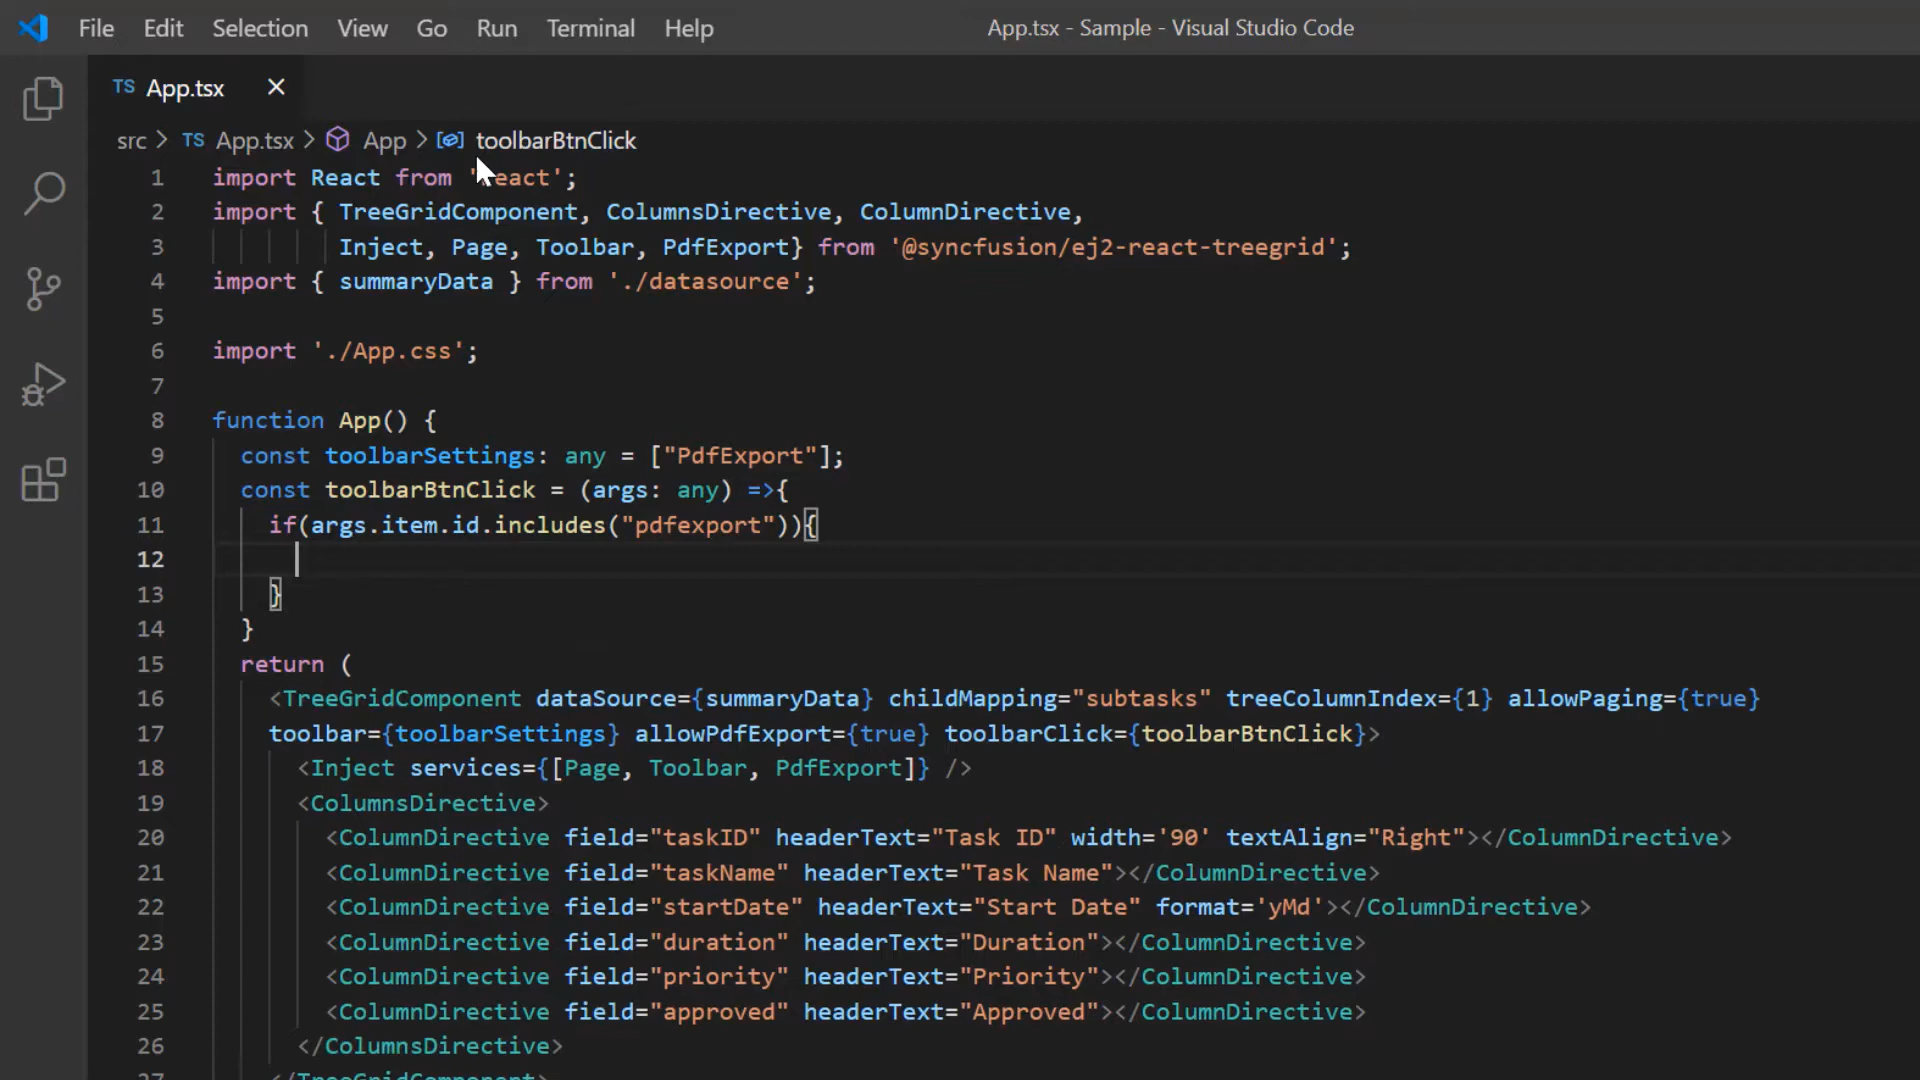 File Edit Selection View Go Run Terminal Help App.tsx - Sample - Visual Studio Code
TS App.tsx
src > TS App.tsx > App > toolbarBtnClick
1 import React from 'react';
2 import { TreeGridComponent, ColumnsDirective, ColumnDirective,
3 Inject, Page, Toolbar, PdfExport} from '@syncfusion/ej2-react-treegrid';
4 import { summaryData } from './datasource';
5
6 import './App.css';
7
8 function App() {
9 const toolbarSettings: any = ["PdfExport"];
10 const toolbarBtnClick = (args: any) =>{
11 if(args.item.id.includes("pdfexport")){
12
13 }
14 }
15 return (
16 <TreeGridComponent dataSource={summaryData} childMapping="subtasks" treeColumnIndex={1} allowPaging={true}
17 toolbar={toolbarSettings} allowPdfExport={true} toolbarClick={toolbarBtnClick}>
18 <Inject services={[Page, Toolbar, PdfExport]} />
19 <ColumnsDirective>
20 <ColumnDirective field="taskID" headerText="Task ID" width='90' textAlign="Right"></ColumnDirective>
21 <ColumnDirective field="taskName" headerText="Task Name"></ColumnDirective>
22 <ColumnDirective field="startDate" headerText="Start Date" format='yMd'></ColumnDirective>
23 <ColumnDirective field="duration" headerText="Duration"></ColumnDirective>
24 <ColumnDirective field="priority" headerText="Priority"></ColumnDirective>
25 <ColumnDirective field="approved" headerText="Approved"></ColumnDirective>
26 </ColumnsDirective>
27 </TreeGridComponent>